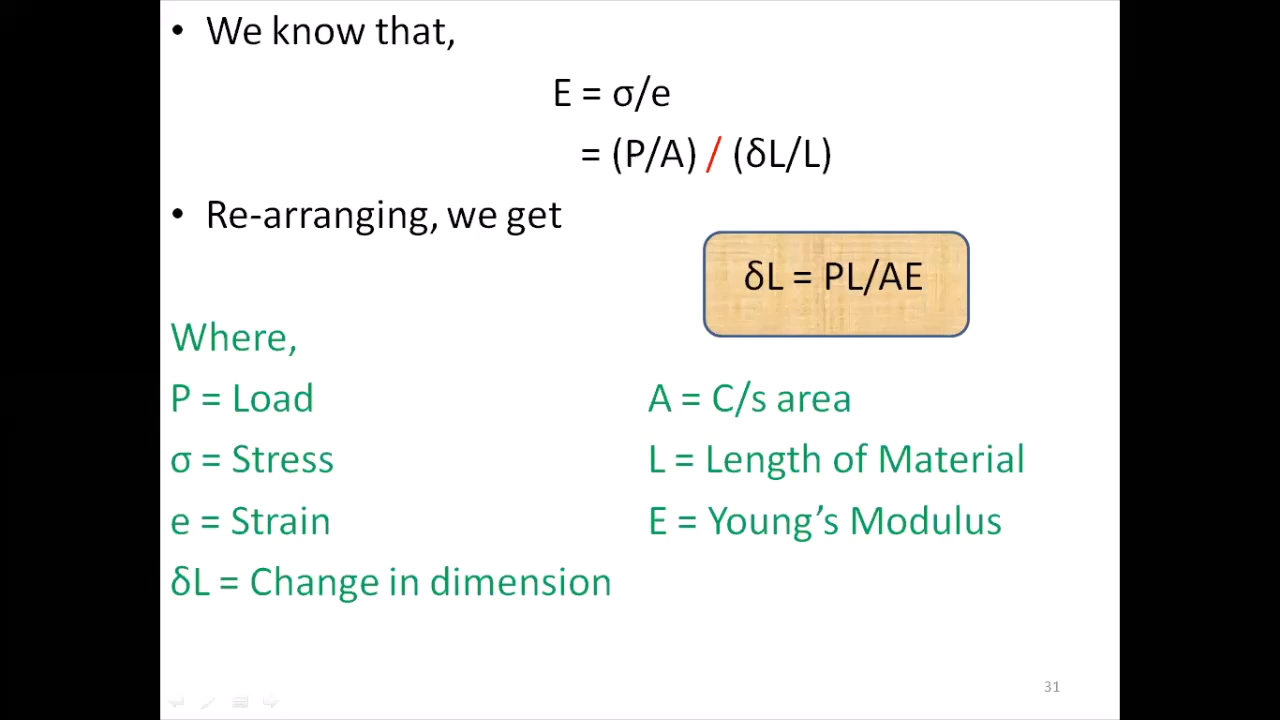 • We know that,
E = σ/e
= (P/A) / (δL/L)
• Re-arranging, we get
δL = PL/AE
Where,
P = Load A = C/s area
σ = Stress L = Length of Material
e = Strain E = Young’s Modulus
δL = Change in dimension
31